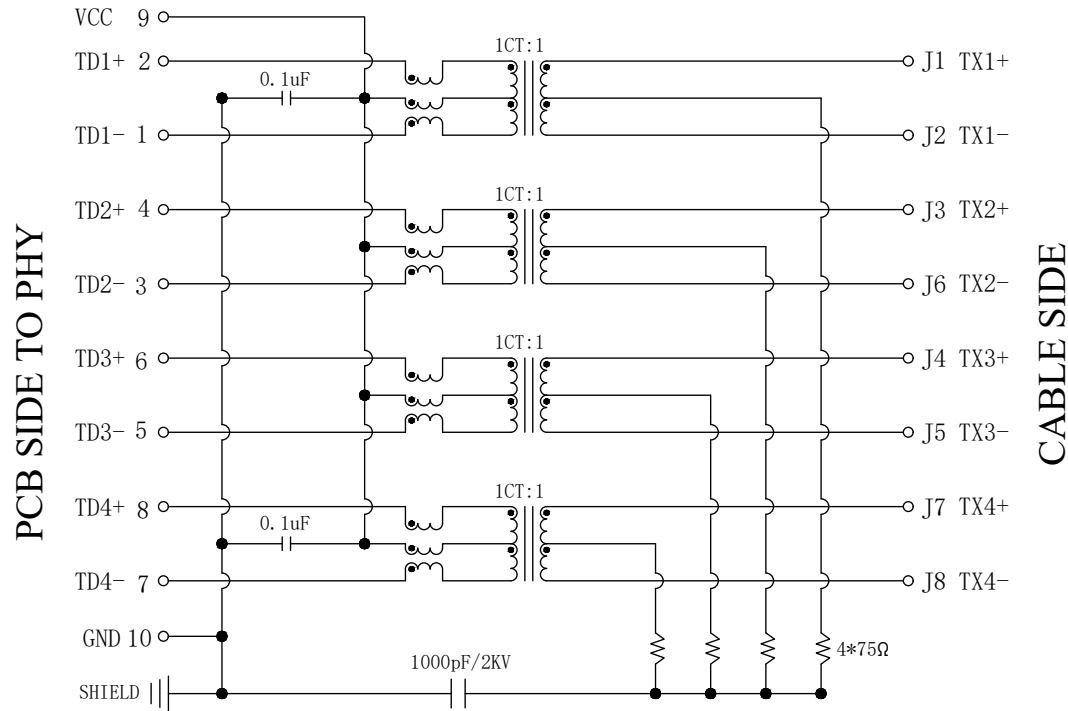 VCC 9
1CT:1
TD1+ 2
J1 TX1+
0.1uF
TD1- 1
J2 TX1-
1CT:1
TD2+ 4
J3 TX2+
TD2- 3
J6 TX2-
PCB SIDE TO PHY
CABLE SIDE
1CT:1
TD3+ 6
J4 TX3+
TD3- 5
J5 TX3-
1CT:1
TD4+ 8
J7 TX4+
0.1uF
TD4- 7
J8 TX4-
GND 10
4*75Ω
1000pF/2KV
SHIELD